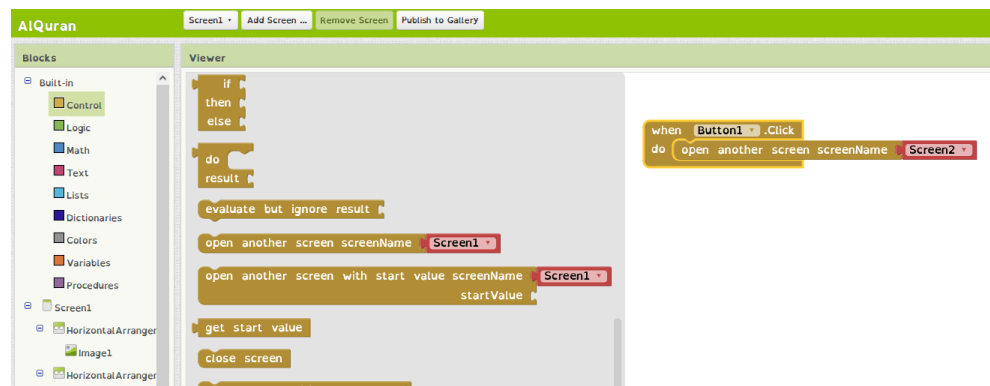 AlQuran
Screen1
Add Screen ...
Remove Screen
Publish to Gallery
Blocks
Viewer
Built-in
Control
Logic
Math
Text
Lists
Dictionaries
Colors
Variables
Procedures
Screen1
HorizontalArranger
Image1
HorizontalArranger
if
then
else
do
result
evaluate but ignore result
open another screen screenName Screen1
open another screen with start value screenName Screen1
startValue
get start value
close screen
when Button1 .Click
do open another screen screenName Screen2